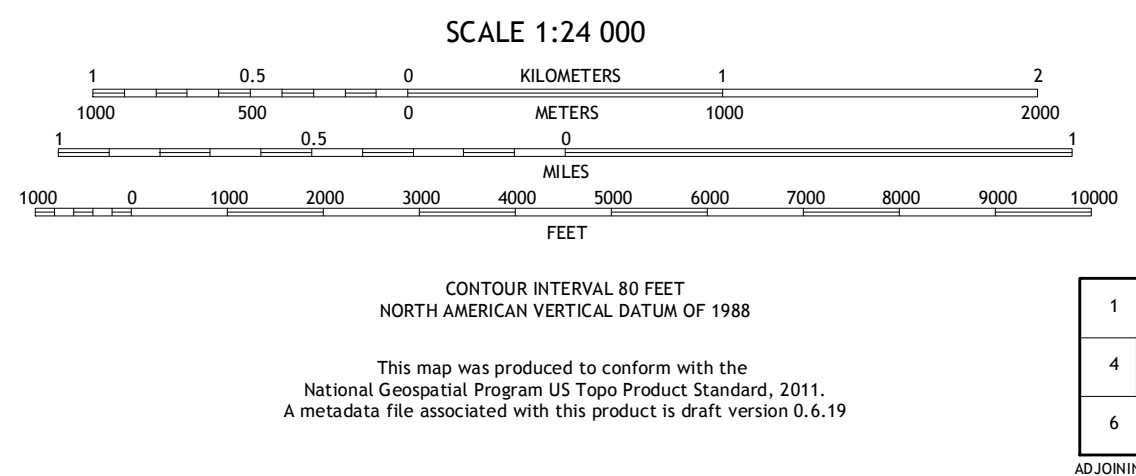 SCALE 1:24 000
1 0.5 0 KILOMETERS 1 2
1000 500 0 METERS 1000 2000
1 0.5 0 1
MILES
1000 0 1000 2000 3000 4000 5000 6000 7000 8000 9000 10000
FEET
CONTOUR INTERVAL 80 FEET
NORTH AMERICAN VERTICAL DATUM OF 1988
This map was produced to conform with the
National Geospatial Program US Topo Product Standard, 2011.
A metadata file associated with this product is draft version 0.6.19
1
4
6
ADJOININ